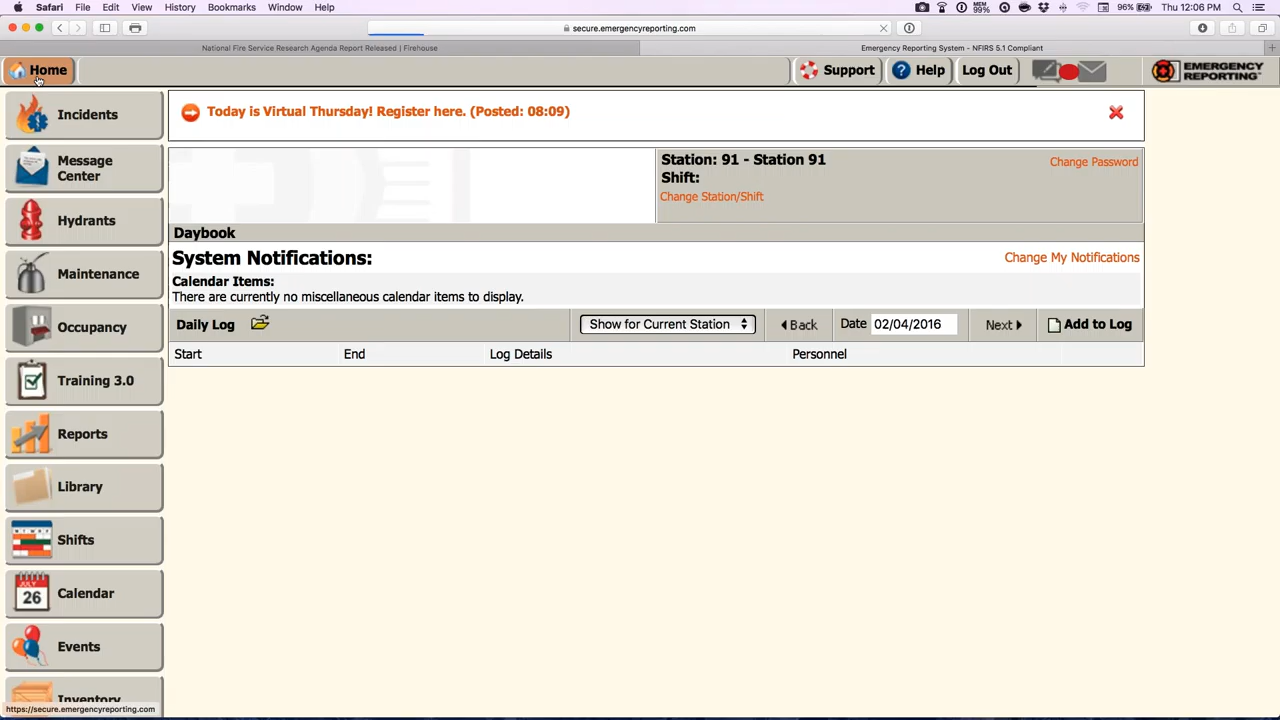 Safari File Edit View History Bookmarks Window Help
MEM 99% 96% Thu 12:06 PM
secure.emergencyreporting.com
National Fire Service Research Agenda Report Released | Firehouse
Emergency Reporting System - NFIRS 5.1 Compliant
Home
Support
Help
Log Out
EMERGENCY REPORTING
Incidents
Message
Center
Hydrants
Maintenance
Occupancy
Training 3.0
Reports
Library
Shifts
JULY
26
Calendar
Events
Inventory
Today is Virtual Thursday! Register here. (Posted: 08:09)
Station: 91 - Station 91
Change Password
Shift:
Change Station/Shift
Daybook
System Notifications:
Change My Notifications
Calendar Items:
There are currently no miscellaneous calendar items to display.
Daily Log
Show for Current Station
Back
Date 02/04/2016
Next
Add to Log
Start End Log Details Personnel
https://secure.emergencyreporting.com